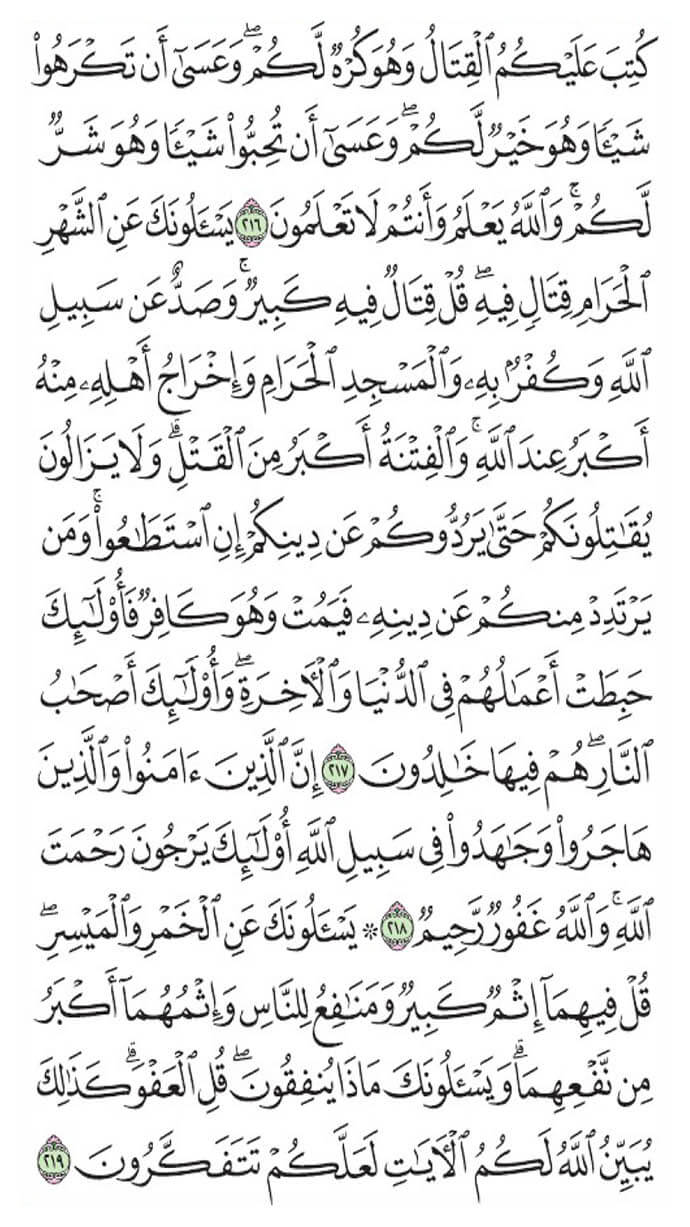 كُتِبَ عَلَيْكُمُ ٱلْقِتَالُ وَهُوَ كُرْهٌ لَّكُمْ ۖ وَعَسَىٰٓ أَن تَكْرَهُوا۟
شَيْـًٔا وَهُوَ خَيْرٌ لَّكُمْ ۖ وَعَسَىٰٓ أَن تُحِبُّوا۟ شَيْـًٔا وَهُوَ شَرٌّ
لَّكُمْ ۚ وَٱللَّهُ يَعْلَمُ وَأَنتُمْ لَا تَعْلَمُونَ ٢١٦ يَسْـَٔلُونَكَ عَنِ ٱلشَّهْرِ
ٱلْحَرَامِ قِتَالٍ فِيهِ ۖ قُلْ قِتَالٌ فِيهِ كَبِيرٌ ۚ وَصَدٌّ عَن سَبِيلِ
ٱللَّهِ وَكُفْرٌۢ بِهِۦ وَٱلْمَسْجِدِ ٱلْحَرَامِ وَإِخْرَاجُ أَهْلِهِۦ مِنْهُ
أَكْبَرُ عِندَ ٱللَّهِ ۚ وَٱلْفِتْنَةُ أَكْبَرُ مِنَ ٱلْقَتْلِ ۗ وَلَا يَزَالُونَ
يُقَـٰتِلُونَكُمْ حَتَّىٰ يَرُدُّوكُمْ عَن دِينِكُمْ إِنِ ٱسْتَطَـٰعُوا۟ ۚ وَمَن
يَرْتَدِدْ مِنكُمْ عَن دِينِهِۦ فَيَمُتْ وَهُوَ كَافِرٌ فَأُو۟لَـٰٓئِكَ
حَبِطَتْ أَعْمَـٰلُهُمْ فِى ٱلدُّنْيَا وَٱلْـَٔاخِرَةِ ۖ وَأُو۟لَـٰٓئِكَ أَصْحَـٰبُ
ٱلنَّارِ ۖ هُمْ فِيهَا خَـٰلِدُونَ ٢١٧ إِنَّ ٱلَّذِينَ ءَامَنُوا۟ وَٱلَّذِينَ
هَاجَرُوا۟ وَجَـٰهَدُوا۟ فِى سَبِيلِ ٱللَّهِ أُو۟لَـٰٓئِكَ يَرْجُونَ رَحْمَتَ
ٱللَّهِ ۚ وَٱللَّهُ غَفُورٌ رَّحِيمٌ ٢١٨ * يَسْـَٔلُونَكَ عَنِ ٱلْخَمْرِ وَٱلْمَيْسِرِ ۖ
قُلْ فِيهِمَآ إِثْمٌ كَبِيرٌ وَمَنَـٰفِعُ لِلنَّاسِ وَإِثْمُهُمَآ أَكْبَرُ
مِن نَّفْعِهِمَا ۗ وَيَسْـَٔلُونَكَ مَاذَا يُنفِقُونَ ۖ قُلِ ٱلْعَفْوَ ۗ كَذَٰلِكَ
يُبَيِّنُ ٱللَّهُ لَكُمُ ٱلْـَٔايَـٰتِ لَعَلَّكُمْ تَتَفَكَّرُونَ ٢١٩